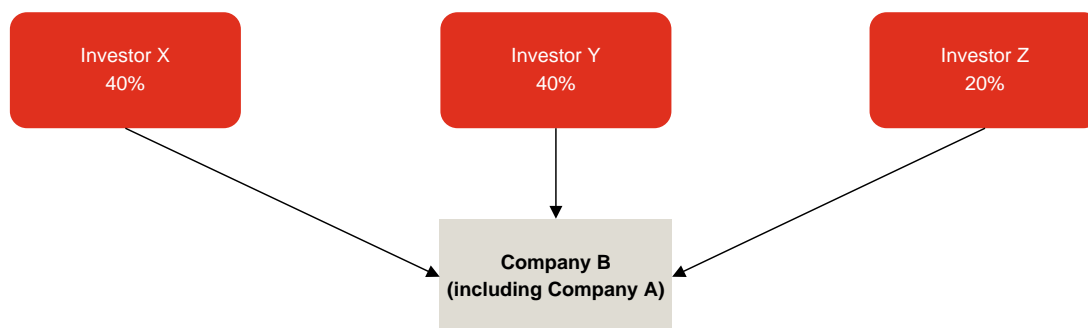 Investor X
40%
Investor Y
40%
Investor Z
20%
Company B
(including Company A)